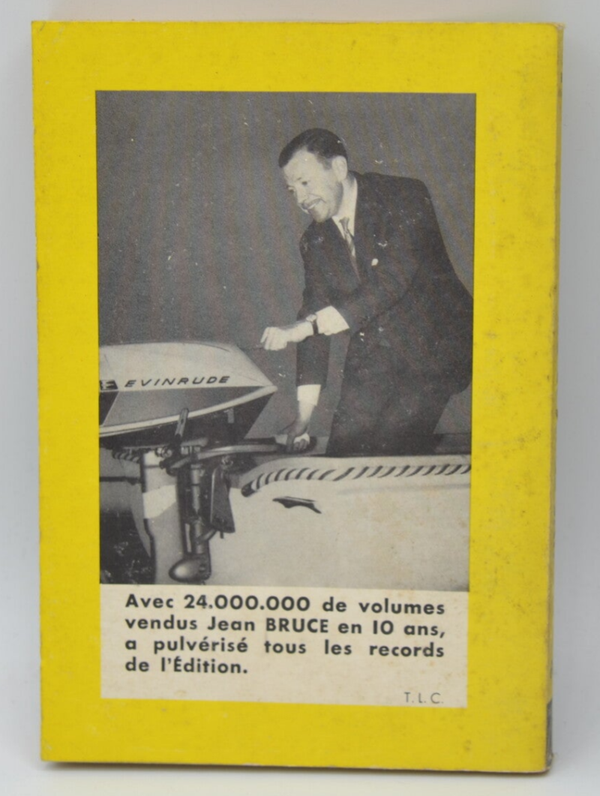 EVINRUDE
Avec 24.000.000 de volumes
vendus Jean BRUCE en 10 ans,
a pulvérisé tous les records
de l'Édition.
T. L. C.